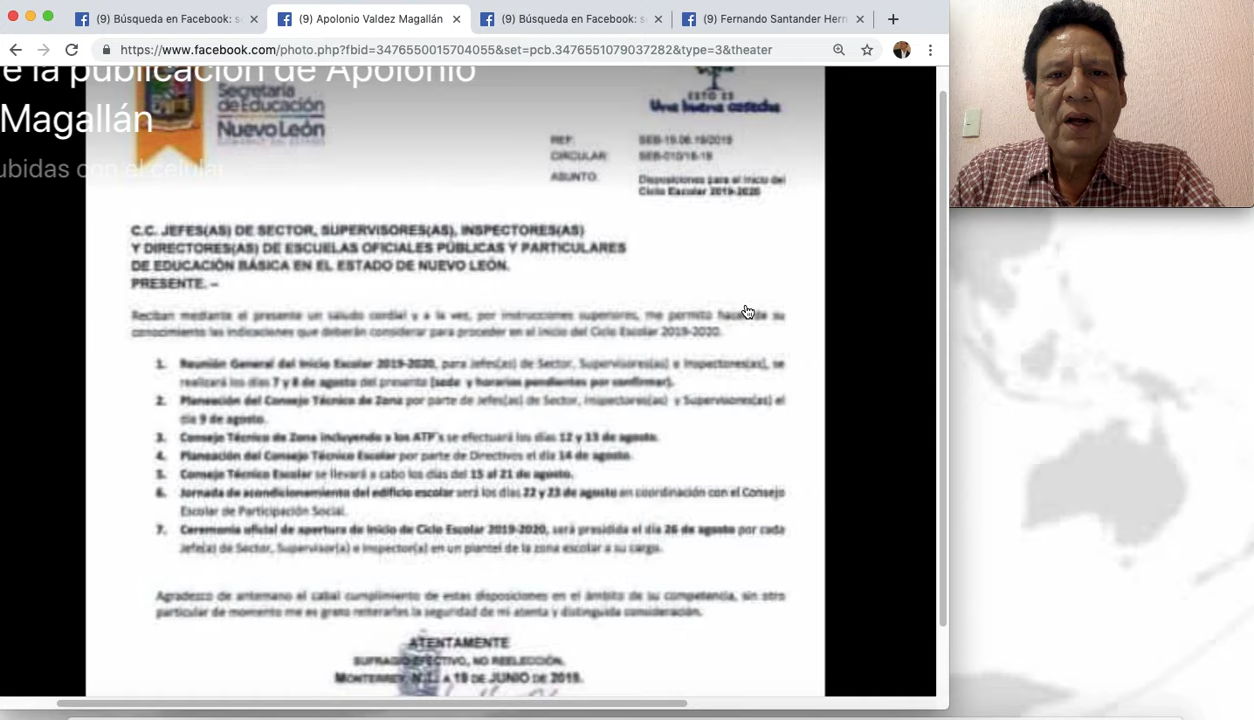 (9) Búsqueda en Facebook: s
(9) Apolonio Valdez Magallán
(9) Búsqueda en Facebook: s
(9) Fernando Santander Hern
https://www.facebook.com/photo.php?fbid=3476550015704055&set=pcb.3476551079037282&type=3&theater
e la publicación de Apolonio
Magallán
ubidas con el celular
Secretaría
de Educación
Nuevo León
ESTO ES
Una buena cosecha
REF: SEB-19.06.19/2019
CIRCULAR: SEB-010/18-19
ASUNTO: Disposiciones para el Inicio del
Ciclo Escolar 2019-2020
C.C. JEFES(AS) DE SECTOR, SUPERVISORES(AS), INSPECTORES(AS)
Y DIRECTORES(AS) DE ESCUELAS OFICIALES PÚBLICAS Y PARTICULARES
DE EDUCACIÓN BÁSICA EN EL ESTADO DE NUEVO LEÓN.
PRESENTE. –
Reciban mediante el presente un saludo cordial y a la vez, por instrucciones superiores, me permito su
conocimiento las indicaciones que deberán considerar para proceder en el inicio del Ciclo Escolar 2019-2020.
1. Reunión General del Inicio Escolar 2019-2020, para Jefes(as) de Sector, Supervisores(as) e Inspectores(as), se
realizará los días 7 y 8 de agosto del presente (sede y horarios pendientes por confirmar).
2. Planeación del Consejo Técnico de Zona por parte de Jefes(as) de Sector, Inspectores(as) y Supervisores(as) el
día 9 de agosto.
3. Consejo Técnico de Zona incluyendo a los ATP's se efectuará los días 12 y 13 de agosto.
4. Planeación del Consejo Técnico Escolar por parte de Directivos el día 14 de agosto.
5. Consejo Técnico Escolar se llevará a cabo los días del 15 al 21 de agosto.
6. Jornada de acondicionamiento del edificio escolar será los días 22 y 23 de agosto en coordinación con el Consejo
Escolar de Participación Social.
7. Ceremonia oficial de apertura de Inicio de Ciclo Escolar 2019-2020, será presidida el día 26 de agosto por cada
Jefe(a) de Sector, Supervisor(a) e Inspector(a) en un plantel de la zona escolar a su cargo.
Agradezco de antemano el cabal cumplimiento de estas disposiciones en el ámbito de su competencia, sin otro
particular de momento me es grato reiterarles la seguridad de mi atenta y distinguida consideración.
ATENTAMENTE
SUFRAGIO EFECTIVO, NO REELECCIÓN.
MONTERREY, N.L. A 19 DE JUNIO DE 2019.